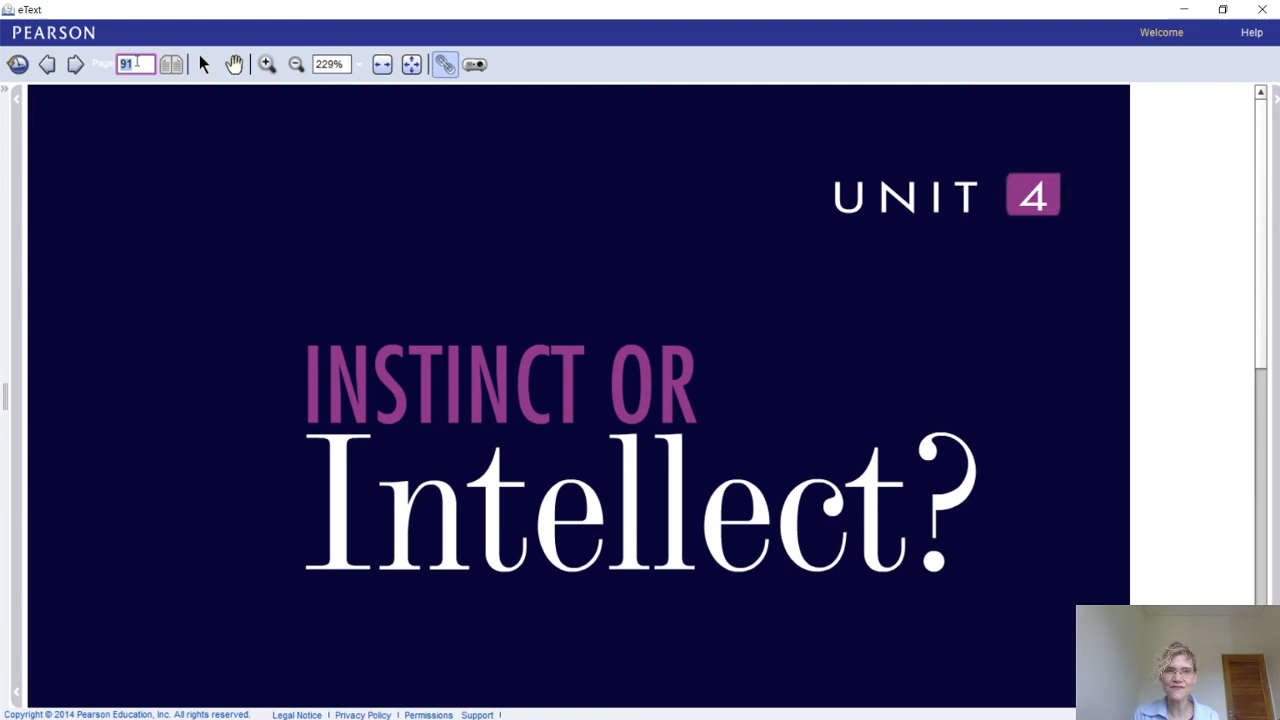 eText
PEARSON
Welcome
Help
Page
91
229%
UNIT 4
INSTINCT OR
Intellect?
Copyright © 2014 Pearson Education, Inc. All rights reserved.
Legal Notice | Privacy Policy | Permissions Support |